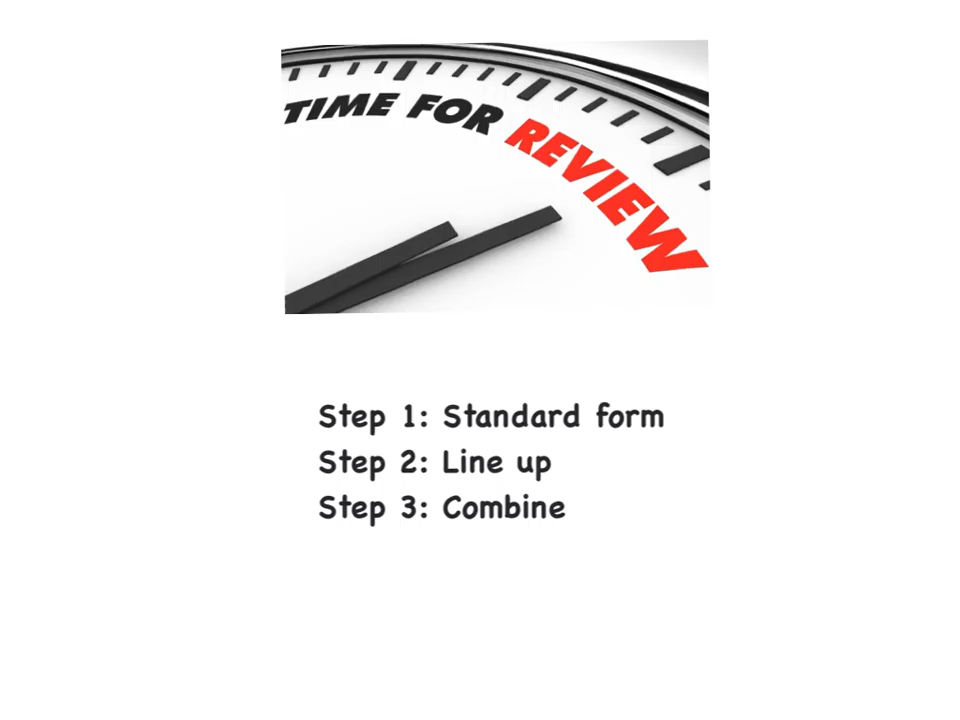 TIME FOR REVIEW
Step 1: Standard form
Step 2: Line up
Step 3: Combine